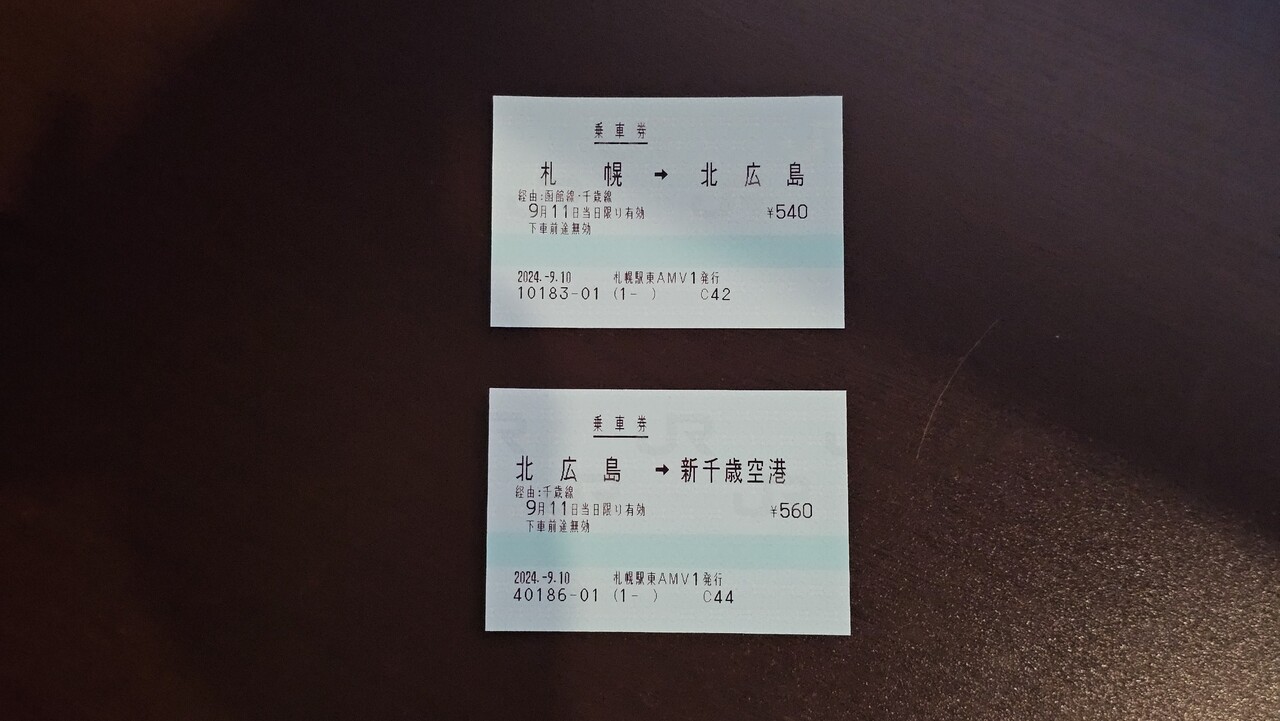 乗車券
札幌 → 北広島
経由:函館線・千歳線
9月11日当日限り有効 ¥540
下車前途無効
2024.-9.10 札幌駅東AMV1発行
10183-01 (1- ) C42
乗車券
北広島 → 新千歳空港
経由:千歳線
9月11日当日限り有効 ¥560
下車前途無効
2024.-9.10 札幌駅東AMV1発行
40186-01 (1- ) C44